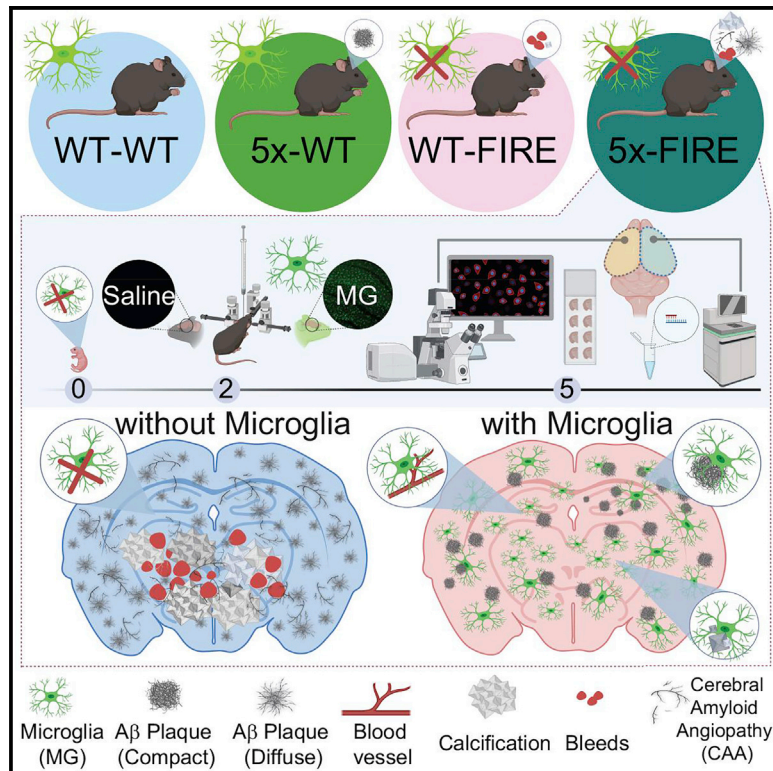 WT-WT
5x-WT
WT-FIRE
5x-FIRE
Saline
MG
0
2
5
without Microglia
with Microglia
Microglia
(MG)
Aβ Plaque
(Compact)
Aβ Plaque
(Diffuse)
Blood
vessel
Calcification
Bleeds
Cerebral
Amyloid
Angiopathy
(CAA)